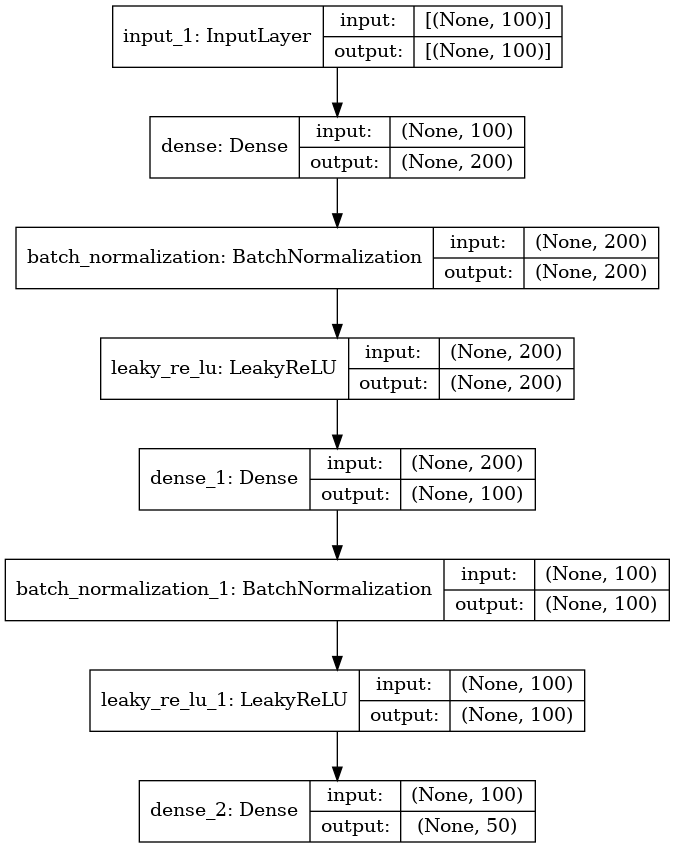 input_1: InputLayer
input: [(None, 100)]
output: [(None, 100)]
dense: Dense
input: (None, 100)
output: (None, 200)
batch_normalization: BatchNormalization
input: (None, 200)
output: (None, 200)
leaky_re_lu: LeakyReLU
input: (None, 200)
output: (None, 200)
dense_1: Dense
input: (None, 200)
output: (None, 100)
batch_normalization_1: BatchNormalization
input: (None, 100)
output: (None, 100)
leaky_re_lu_1: LeakyReLU
input: (None, 100)
output: (None, 100)
dense_2: Dense
input: (None, 100)
output: (None, 50)